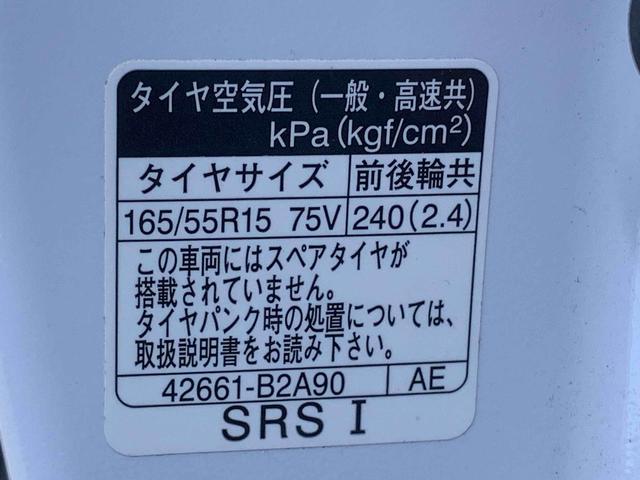 タイヤ空気圧（一般・高速共）
kPa(kgf/cm²)
タイヤサイズ 前後輪共
165/55R15 75V 240(2.4)
この車両にはスペアタイヤが
搭載されていません。
タイヤパンク時の処置については、
取扱説明書をお読み下さい。
42661-B2A90 AE
SRS I